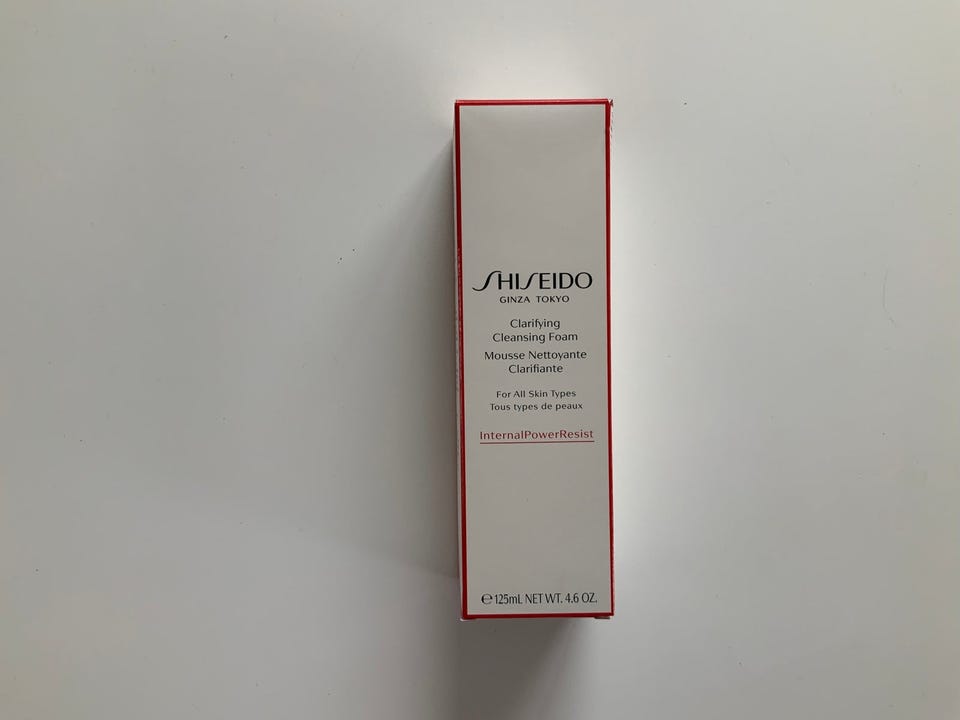 SHISEIDO
GINZA TOKYO
Clarifying
Cleansing Foam
Mousse Nettoyante
Clarifiante
For All Skin Types
Tous types de peaux
InternalPowerResist
℮ 125mL NET WT. 4.6 OZ.